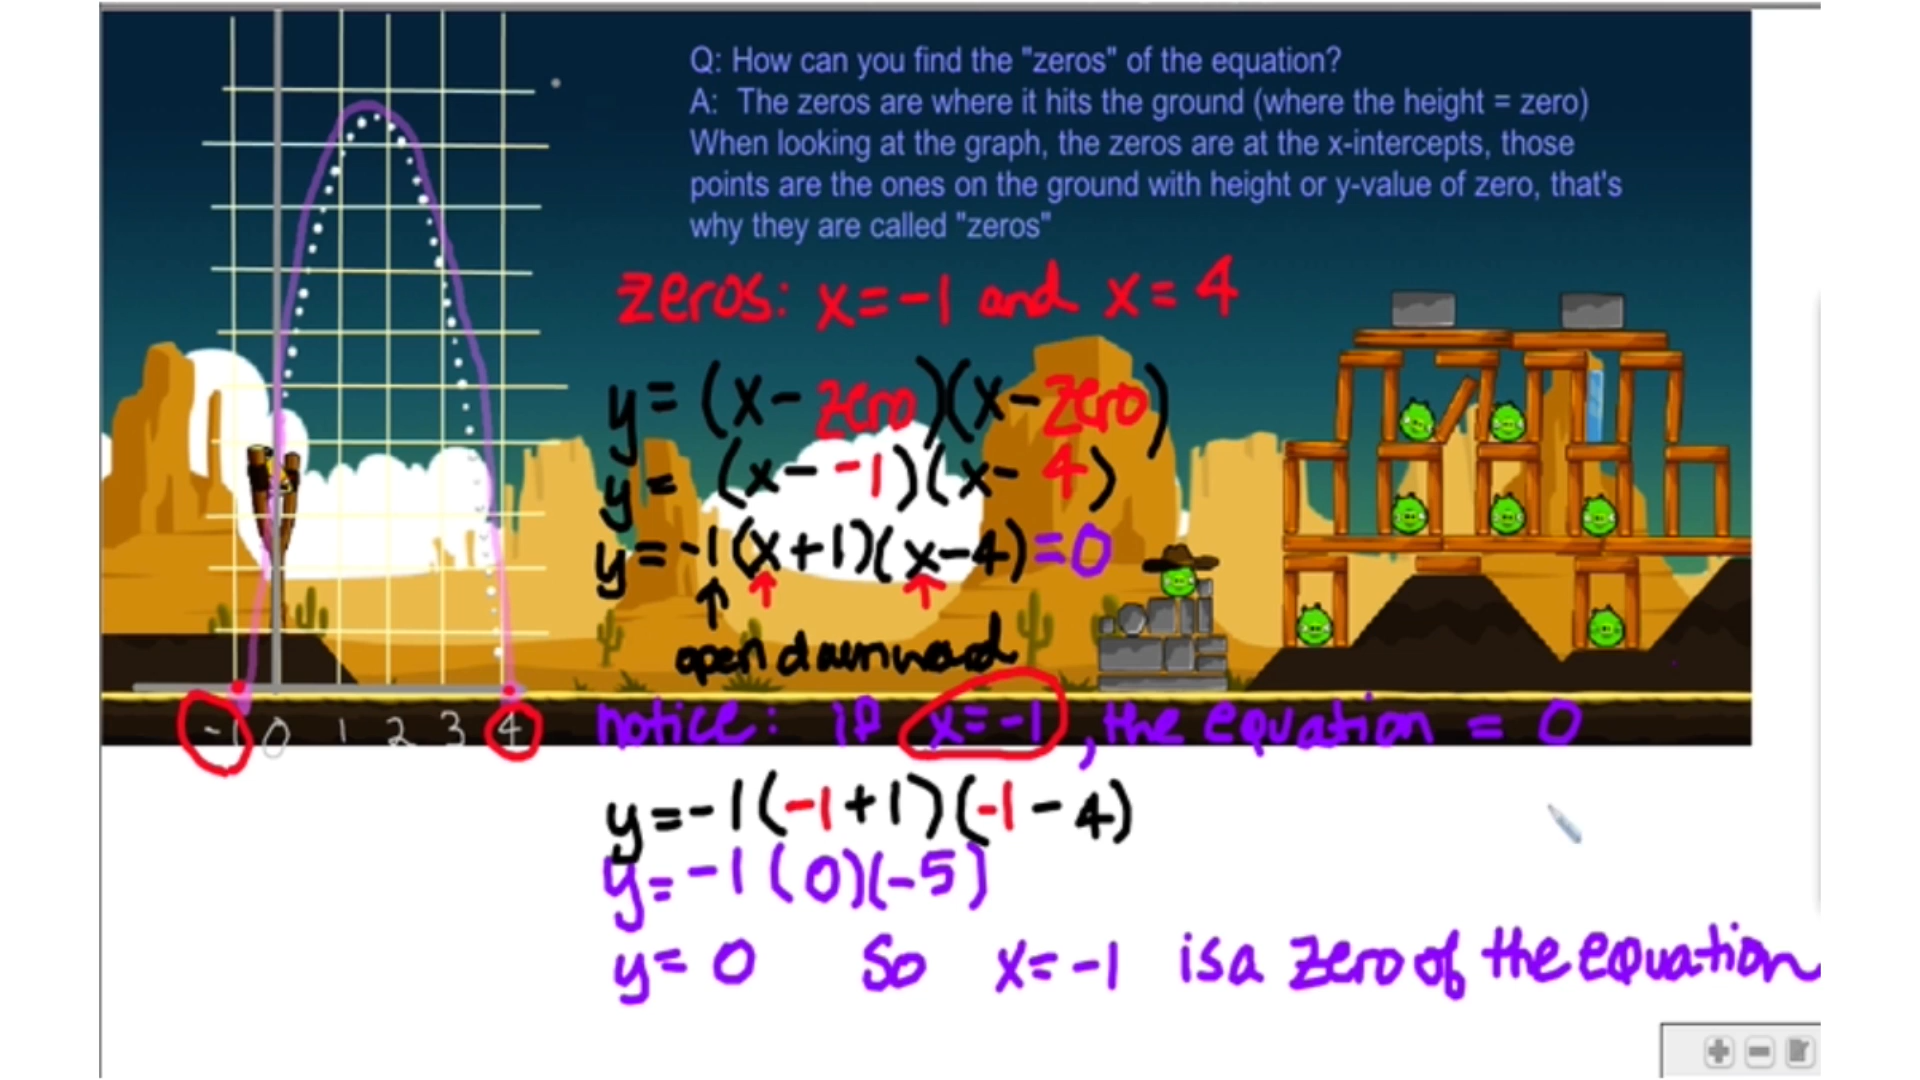 Q: How can you find the "zeros" of the equation?
A: The zeros are where it hits the ground (where the height = zero)
When looking at the graph, the zeros are at the x-intercepts, those
points are the ones on the ground with height or y-value of zero, that's
why they are called "zeros"
zeros: x=-1 and x=4
y=(x-zero)(x-zero)
y=(x--1)(x-4)
y=-1(x+1)(x-4)=0
open downward
-1 0 1 2 3 4
notice: if x=-1, the equation = 0
y=-1(-1+1)(-1-4)
y=-1(0)(-5)
y=0 So x=-1 is a zero of the equation